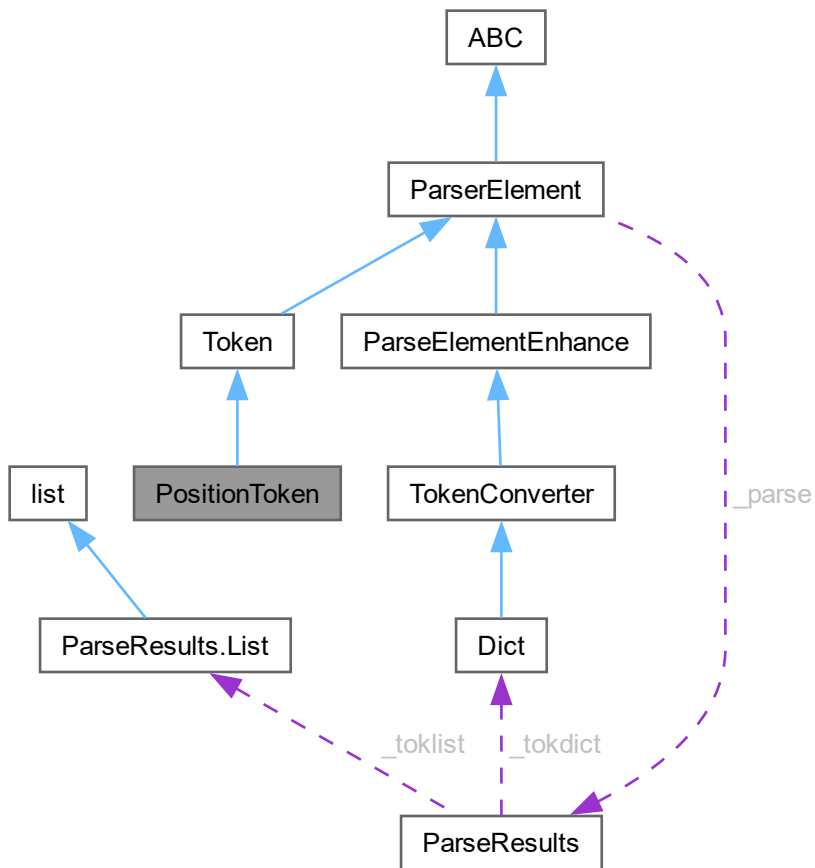 ABC
ParserElement
Token
ParseElementEnhance
list
PositionToken
TokenConverter
_parse
ParseResults.List
Dict
_toklist
_tokdict
ParseResults